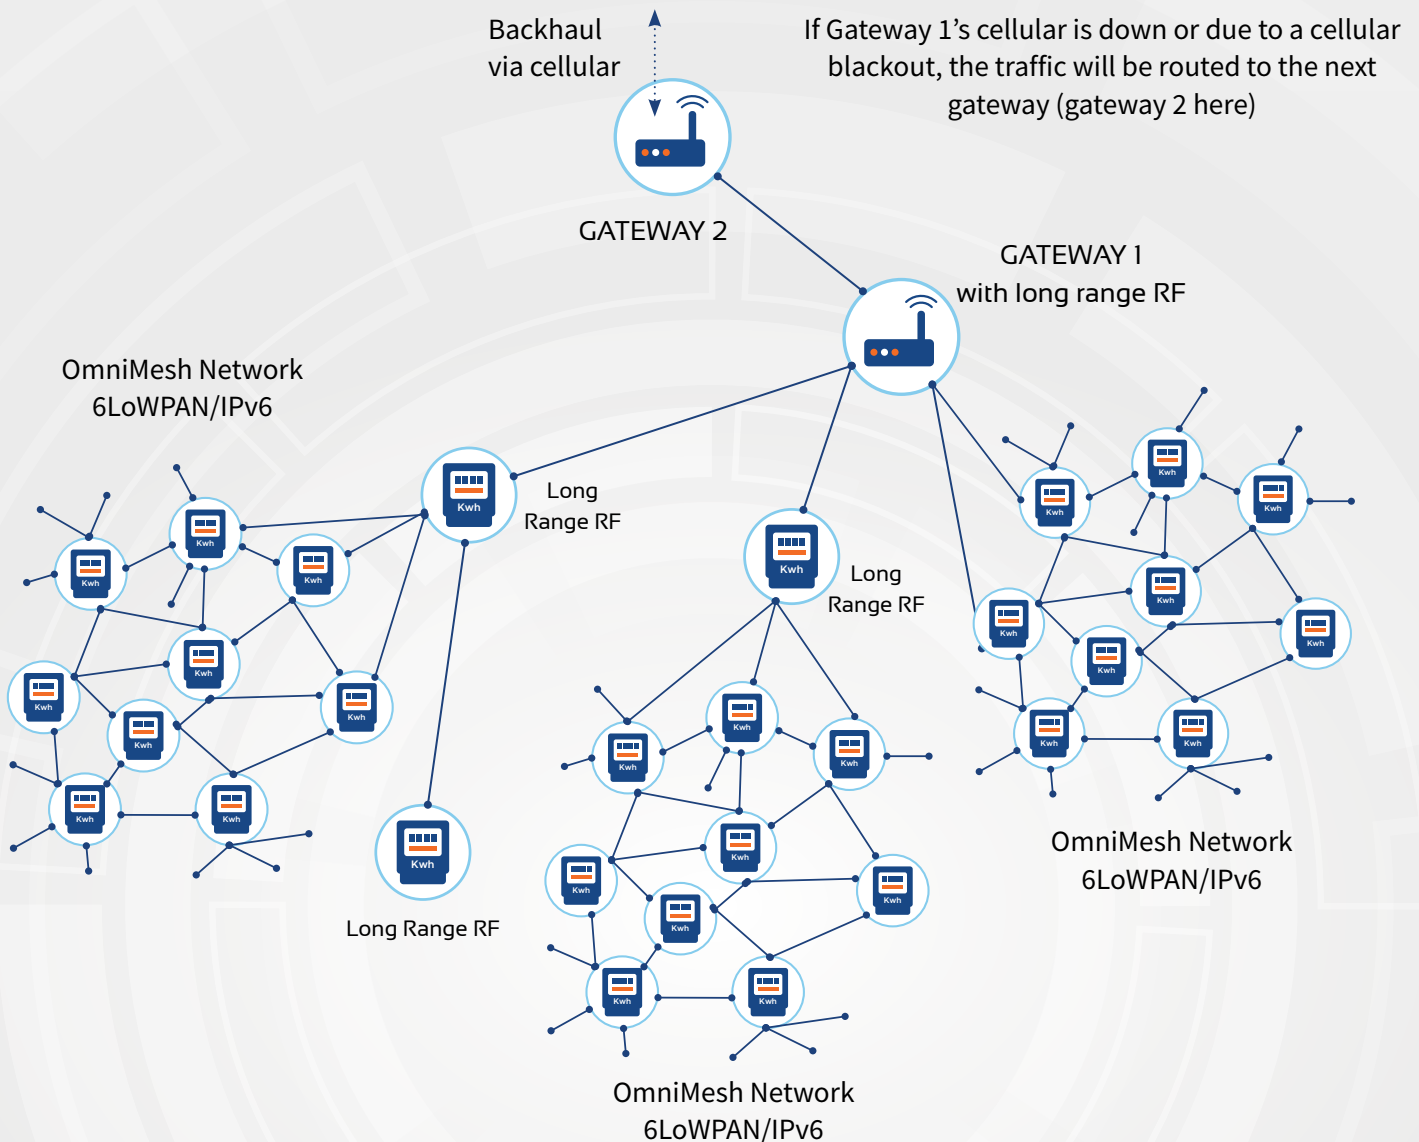 Backhaul
via cellular
If Gateway 1's cellular is down or due to a cellular
blackout, the traffic will be routed to the next
gateway (gateway 2 here)
GATEWAY 2
GATEWAY 1
with long range RF
OmniMesh Network
6LoWPAN/IPv6
Kwh
Long
Range RF
Kwh
Kwh
Kwh
Kwh
Kwh
Kwh
Kwh
Kwh
Kwh
Kwh
Long Range RF
Kwh
Long
Range RF
Kwh
Kwh
Kwh
Kwh
Kwh
Kwh
Kwh
Kwh
Kwh
OmniMesh Network
6LoWPAN/IPv6
Kwh
Kwh
Kwh
Kwh
Kwh
Kwh
Kwh
Kwh
Kwh
OmniMesh Network
6LoWPAN/IPv6
Kwh